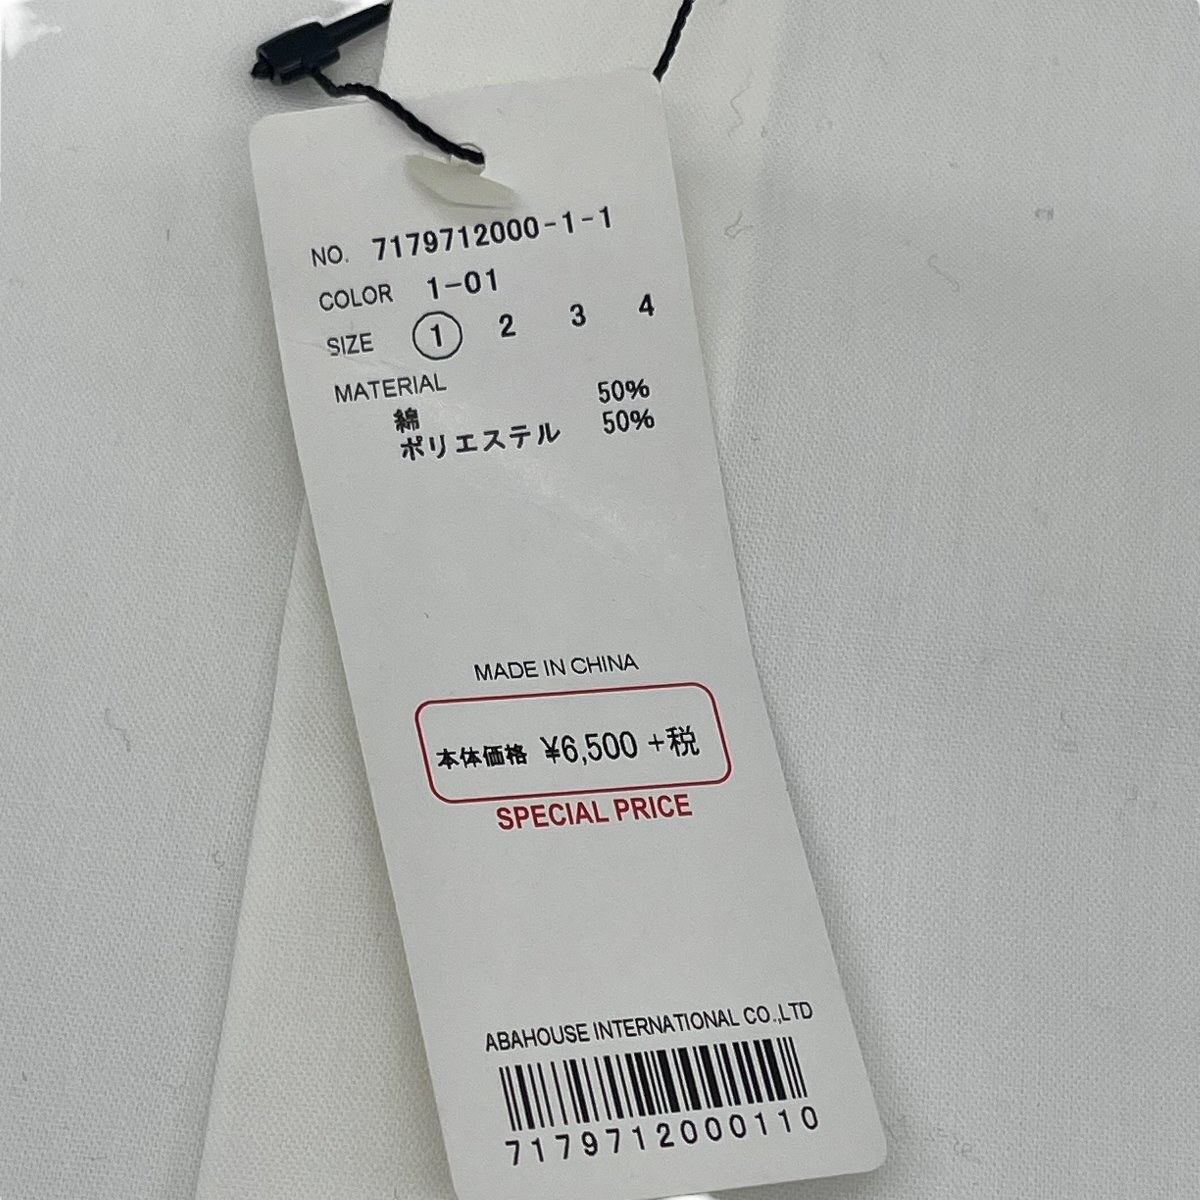 NO. 7179712000-1-1
COLOR 1-01
SIZE 1 2 3 4
MATERIAL
綿 50%
ポリエステル 50%
MADE IN CHINA
本体価格 ¥6,500 +税
SPECIAL PRICE
ABAHOUSE INTERNATIONAL CO.,LTD
7179712000110